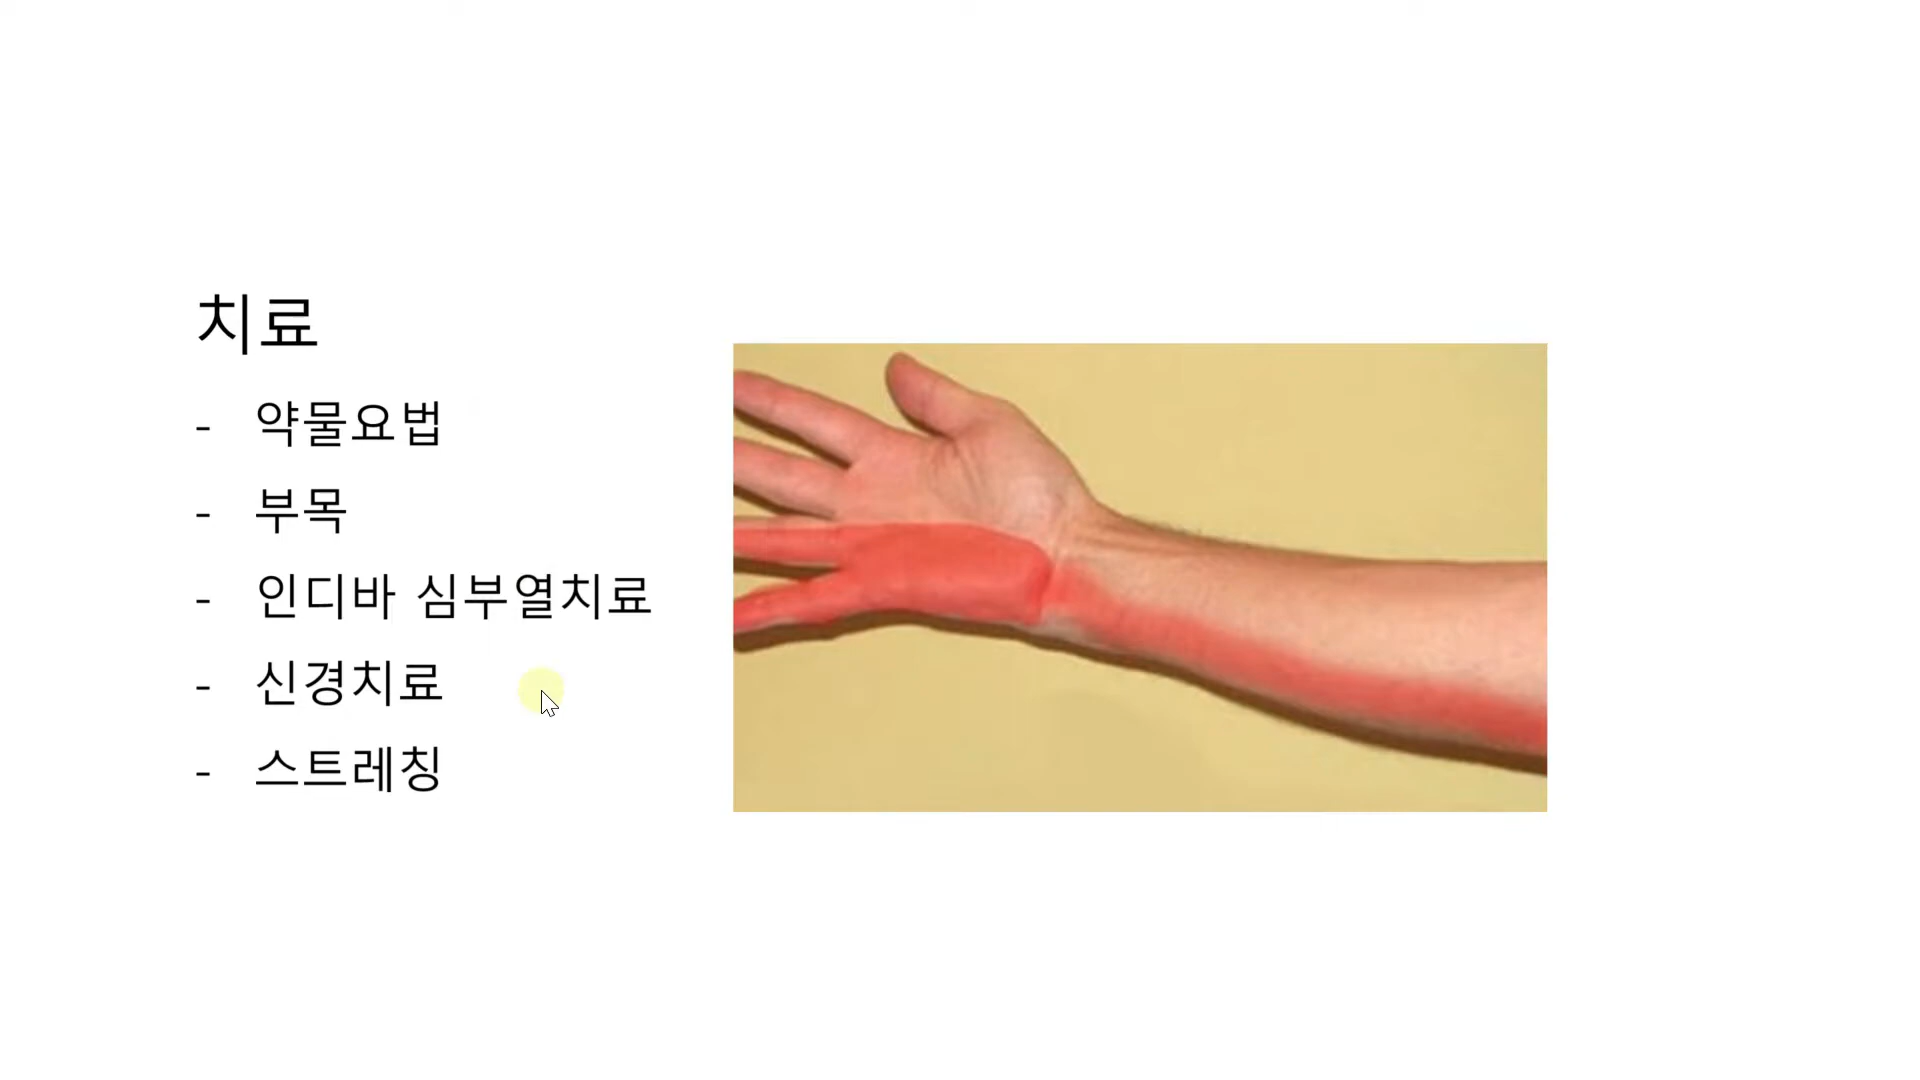 치료
- 약물요법
- 부목
- 인디바 심부열치료
- 신경치료
- 스트레칭